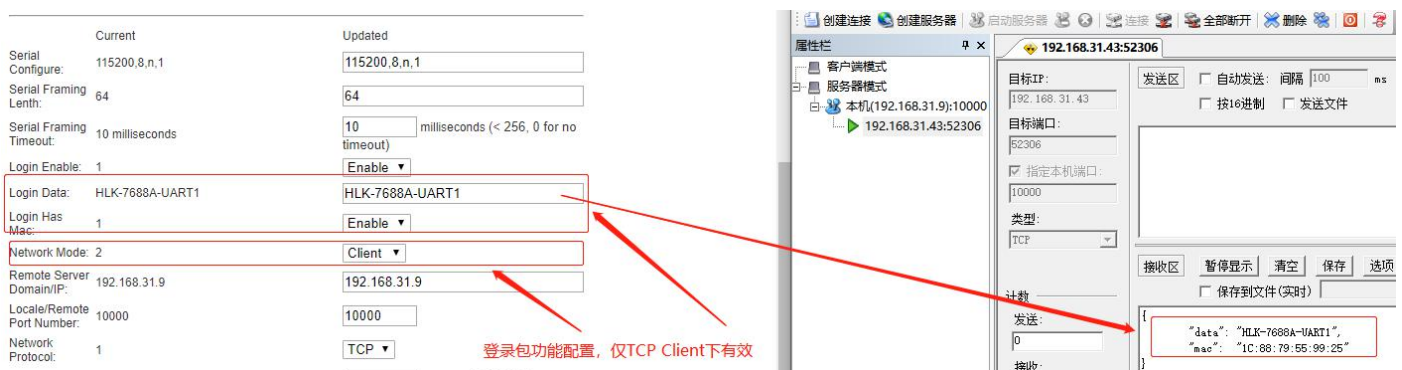 Current Updated
Serial Configure: 115200,8,n,1 115200,8,n,1
Serial Framing Lenth: 64 64
Serial Framing Timeout: 10 milliseconds 10 milliseconds (< 256, 0 for no timeout)
Login Enable: 1 Enable
Login Data: HLK-7688A-UART1 HLK-7688A-UART1
Login Has Mac: 1 Enable
Network Mode: 2 Client
Remote Server Domain/IP: 192.168.31.9 192.168.31.9
Locale/Remote Port Number: 10000 10000
Network Protocol: 1 TCP
登录包功能配置，仅TCP Client下有效
创建连接 创建服务器 启动服务器 连接 全部断开 删除
属性栏
客户端模式
服务器模式
本机(192.168.31.9):10000
192.168.31.43:52306
192.168.31.43:52306
目标IP:
192.168.31.43
目标端口:
52306
指定本机端口:
10000
类型:
TCP
计数
发送:
0
接收:
发送区 自动发送: 间隔 100 ms
按16进制 发送文件
接收区 暂停显示 清空 保存 选项
保存到文件(实时)
{
"data": "HLK-7688A-UART1",
"mac": "1C:88:79:55:99:25"
}